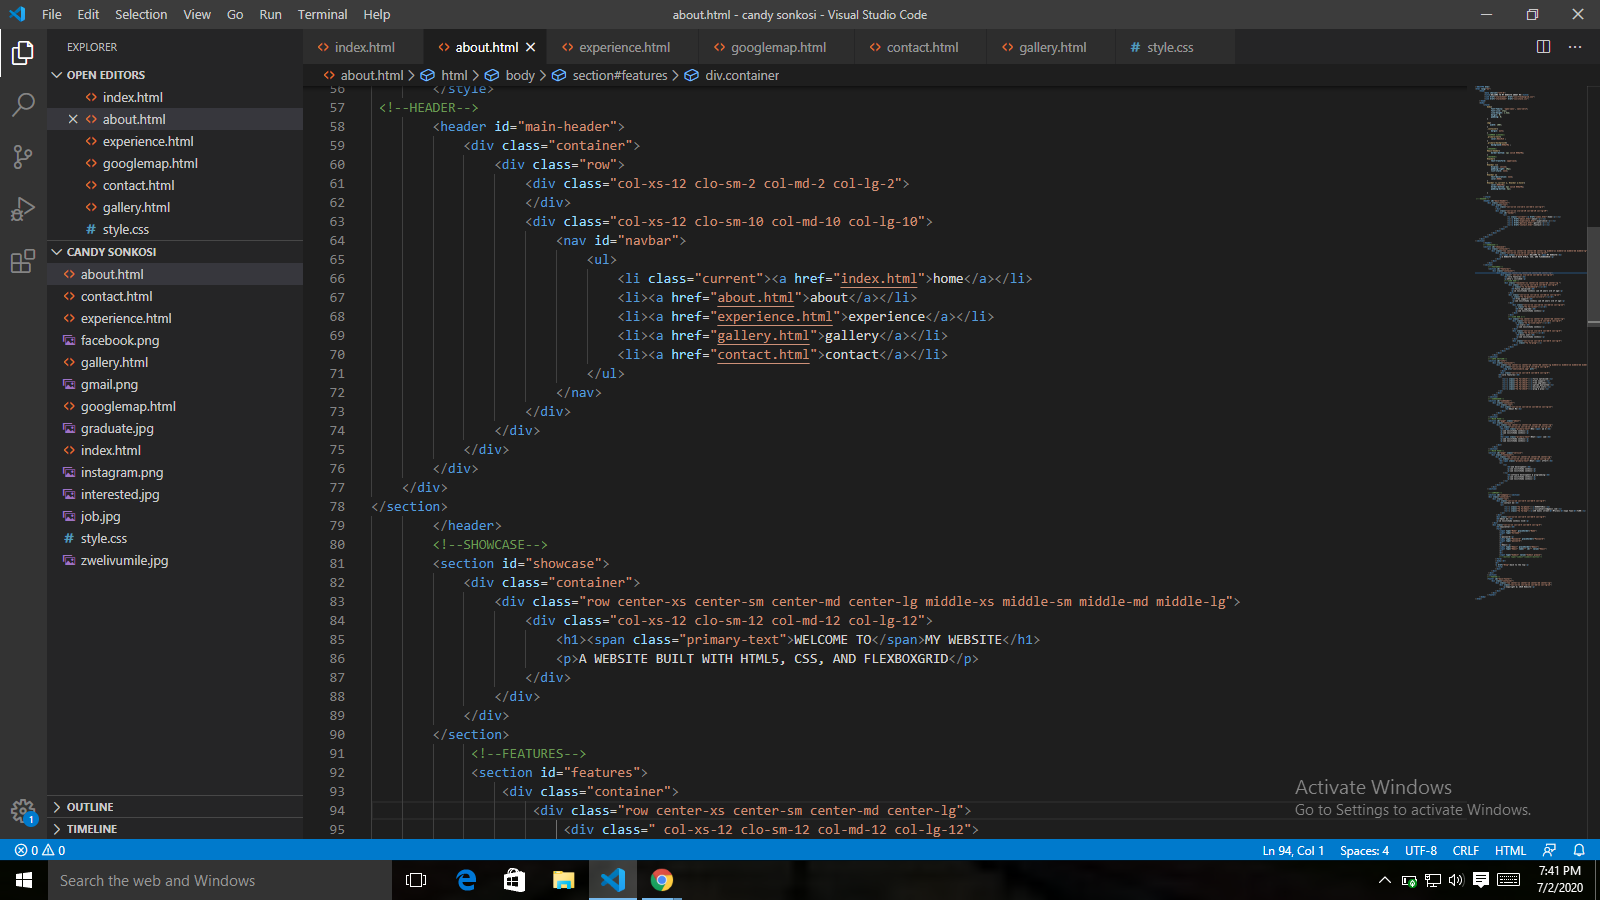 File Edit Selection View Go Run Terminal Help
about.html - candy sonkosi - Visual Studio Code
EXPLORER
index.html about.html experience.html googlemap.html contact.html gallery.html # style.css
about.html > html > body > section#features > div.container
OPEN EDITORS
index.html
about.html
experience.html
googlemap.html
contact.html
gallery.html
# style.css
CANDY SONKOSI
about.html
contact.html
experience.html
facebook.png
gallery.html
gmail.png
googlemap.html
graduate.jpg
index.html
instagram.png
interested.jpg
job.jpg
# style.css
zwelivumile.jpg
OUTLINE
TIMELINE
56 </style>
57 <!--HEADER-->
58 <header id="main-header">
59 <div class="container">
60 <div class="row">
61 <div class="col-xs-12 clo-sm-2 col-md-2 col-lg-2">
62 </div>
63 <div class="col-xs-12 clo-sm-10 col-md-10 col-lg-10">
64 <nav id="navbar">
65 <ul>
66 <li class="current"><a href="index.html">home</a></li>
67 <li><a href="about.html">about</a></li>
68 <li><a href="experience.html">experience</a></li>
69 <li><a href="gallery.html">gallery</a></li>
70 <li><a href="contact.html">contact</a></li>
71 </ul>
72 </nav>
73 </div>
74 </div>
75 </div>
76 </div>
77 </div>
78 </section>
79 </header>
80 <!--SHOWCASE-->
81 <section id="showcase">
82 <div class="container">
83 <div class="row center-xs center-sm center-md center-lg middle-xs middle-sm middle-md middle-lg">
84 <div class="col-xs-12 clo-sm-12 col-md-12 col-lg-12">
85 <h1><span class="primary-text">WELCOME TO</span>MY WEBSITE</h1>
86 <p>A WEBSITE BUILT WITH HTML5, CSS, AND FLEXBOXGRID</p>
87 </div>
88 </div>
89 </div>
90 </section>
91 <!--FEATURES-->
92 <section id="features">
93 <div class="container">
94 <div class="row center-xs center-sm center-md center-lg">
95 <div class=" col-xs-12 clo-sm-12 col-md-12 col-lg-12">
Activate Windows
Go to Settings to activate Windows.
1
0 0
Ln 94, Col 1 Spaces: 4 UTF-8 CRLF HTML
Search the web and Windows
7:41 PM
7/2/2020